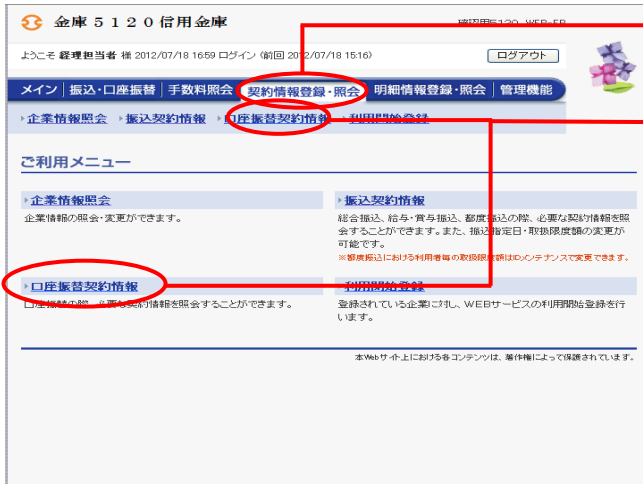 金庫５１２０信用金庫
確認用5120 WEB-FB
ようこそ 経理担当者 様 2012/07/18 16:59 ログイン (前回 2012/07/18 15:16)
ログアウト
メイン 振込・口座振替 手数料照会 契約情報登録・照会 明細情報登録・照会 管理機能
企業情報照会 振込契約情報 口座振替契約情報 利用開始登録
ご利用メニュー
企業情報照会
企業情報の照会・変更ができます。
振込契約情報
総合振込、給与・賞与振込、都度振込の際、必要な契約情報を照
会することができます。また、振込指定日・取扱限度額の変更が
可能です。
※都度振込における利用者毎の取扱限度額はIDメンテナンスで変更できます。
口座振替契約情報
口座振替の際、必要な契約情報を照会することができます。
利用開始登録
登録されている企業に対し、WEBサービスの利用開始登録を行
います。
本Webサイト上における各コンテンツは、著作権によって保護されています。